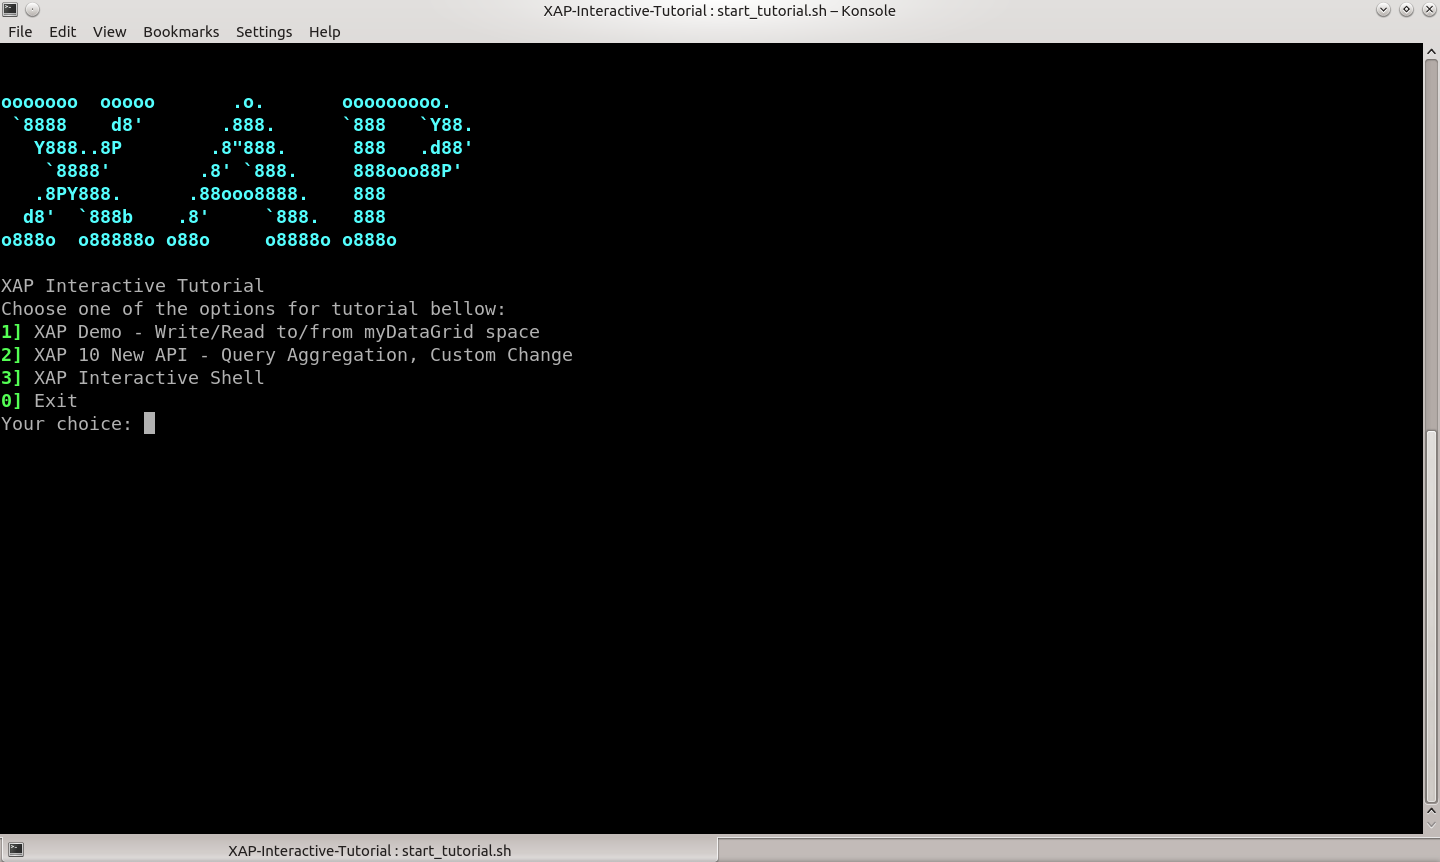 XAP-Interactive-Tutorial : start_tutorial.sh – Konsole
File Edit View Bookmarks Settings Help
ooooooo  ooooo       .o.       ooooooooo.
 `8888    d8'       .888.      `888   `Y88.
   Y888..8P        .8"888.      888   .d88'
    `8888'        .8' `888.     888ooo88P'
   .8PY888.      .88ooo8888.    888
  d8'  `888b    .8'     `888.   888
o888o  o88888o o88o     o8888o o888o
XAP Interactive Tutorial
Choose one of the options for tutorial bellow:
1] XAP Demo - Write/Read to/from myDataGrid space
2] XAP 10 New API - Query Aggregation, Custom Change
3] XAP Interactive Shell
0] Exit
Your choice:
XAP-Interactive-Tutorial : start_tutorial.sh